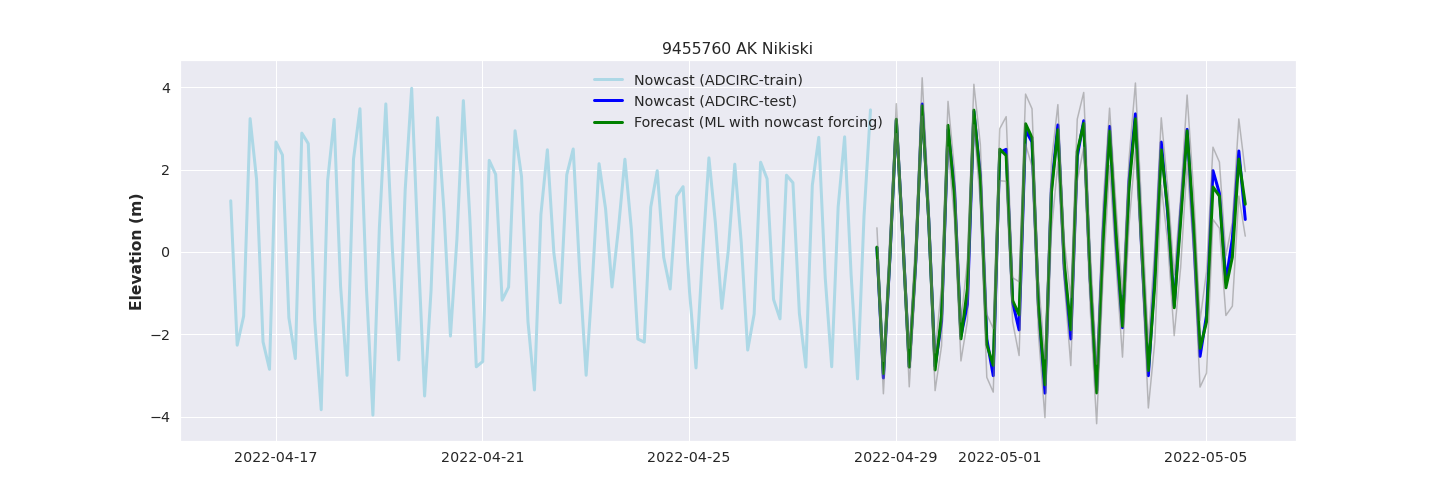 9455760 AK Nikiski
Nowcast (ADCIRC-train)
Nowcast (ADCIRC-test)
Forecast (ML with nowcast forcing)
Elevation (m)
4
2
0
−2
−4
2022-04-17
2022-04-21
2022-04-25
2022-04-29
2022-05-01
2022-05-05